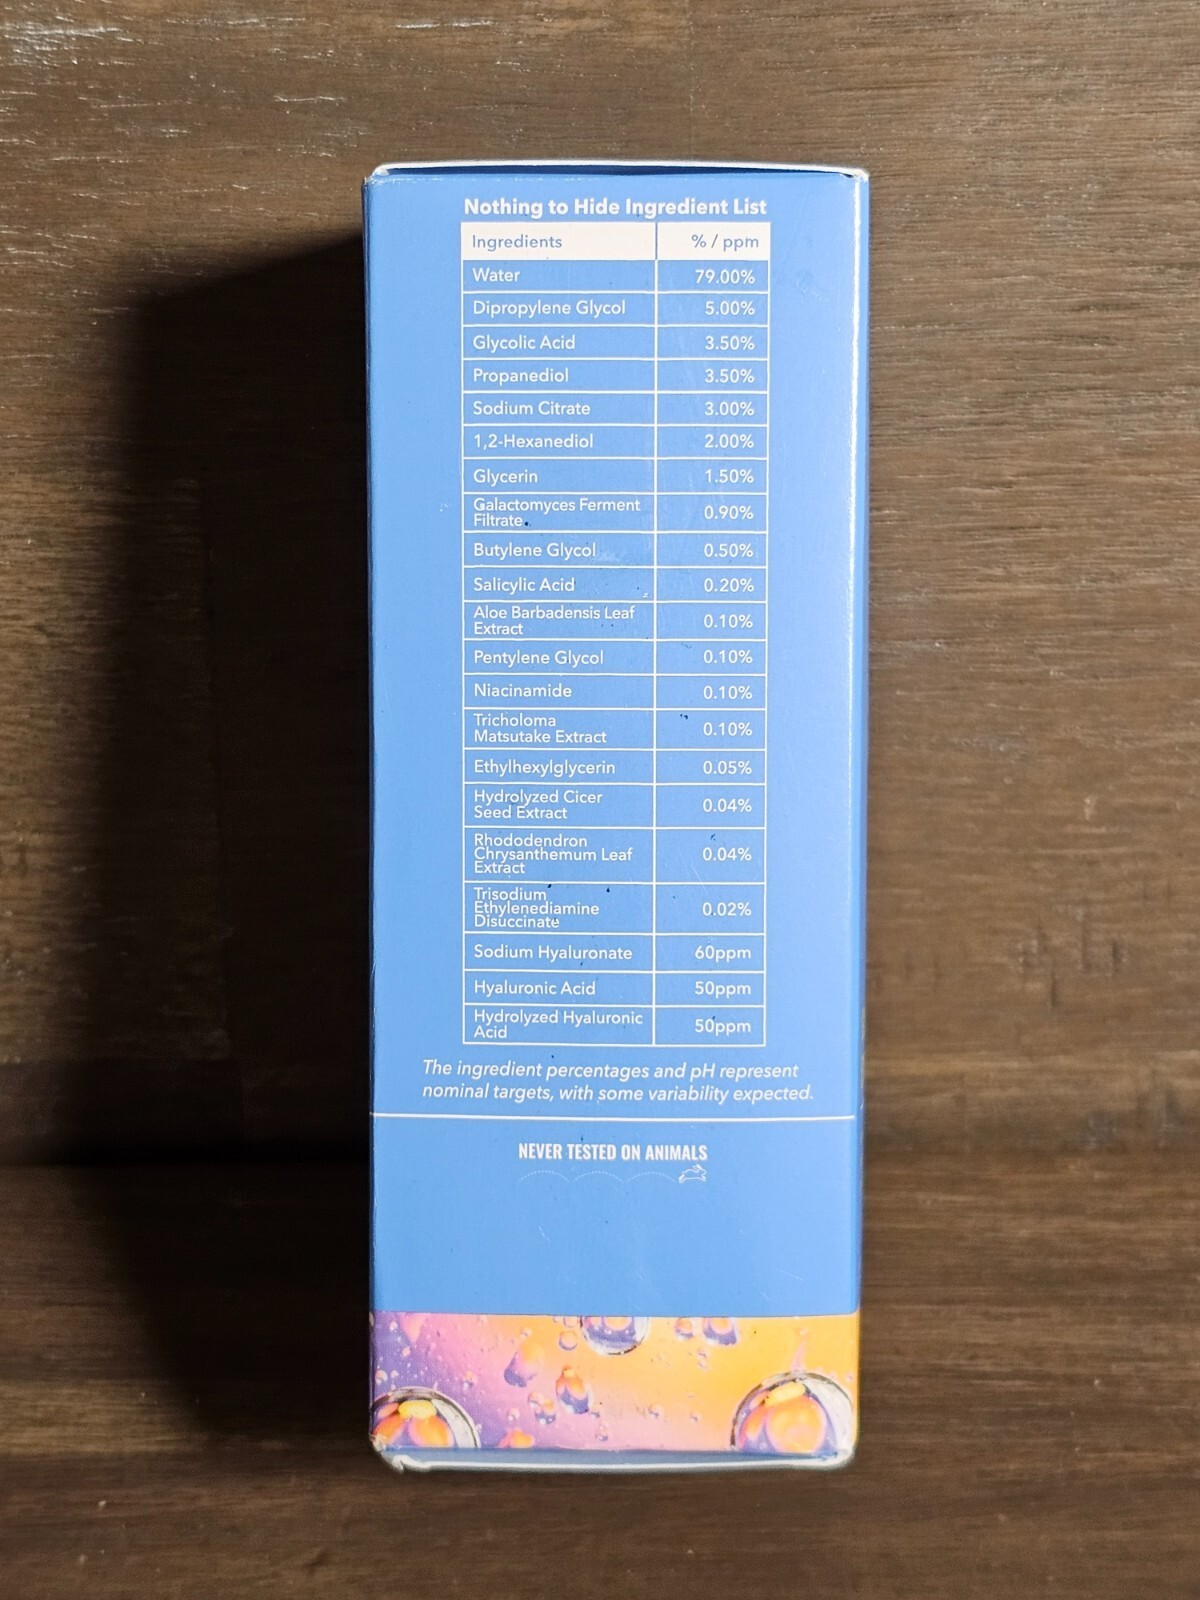 Nothing to Hide Ingredient List
Ingredients % / ppm
Water 79.00%
Dipropylene Glycol 5.00%
Glycolic Acid 3.50%
Propanediol 3.50%
Sodium Citrate 3.00%
1,2-Hexanediol 2.00%
Glycerin 1.50%
Galactomyces Ferment
Filtrate 0.90%
Butylene Glycol 0.50%
Salicylic Acid 0.20%
Aloe Barbadensis Leaf
Extract 0.10%
Pentylene Glycol 0.10%
Niacinamide 0.10%
Tricholoma
Matsutake Extract 0.10%
Ethylhexylglycerin 0.05%
Hydrolyzed Cicer
Seed Extract 0.04%
Rhododendron
Chrysanthemum Leaf 0.04%
Extract
Trisodium
Ethylenediamine 0.02%
Disuccinate
Sodium Hyaluronate 60ppm
Hyaluronic Acid 50ppm
Hydrolyzed Hyaluronic
Acid 50ppm
The ingredient percentages and pH represent
nominal targets, with some variability expected.
NEVER TESTED ON ANIMALS